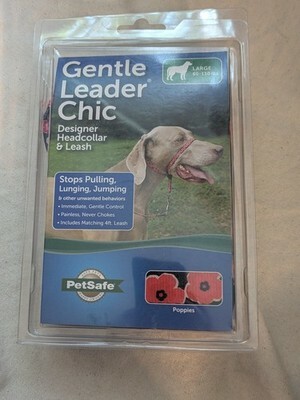 Gentle
Leader®
Chic
Designer
Headcollar
& Leash
LARGE
Stops Pulling,
Lunging, Jumping
& other unwanted behaviors
• Immediate, Gentle Control
• Painless, Never Chokes
• Includes Matching 4ft. Leash
PetSafe
Poppies